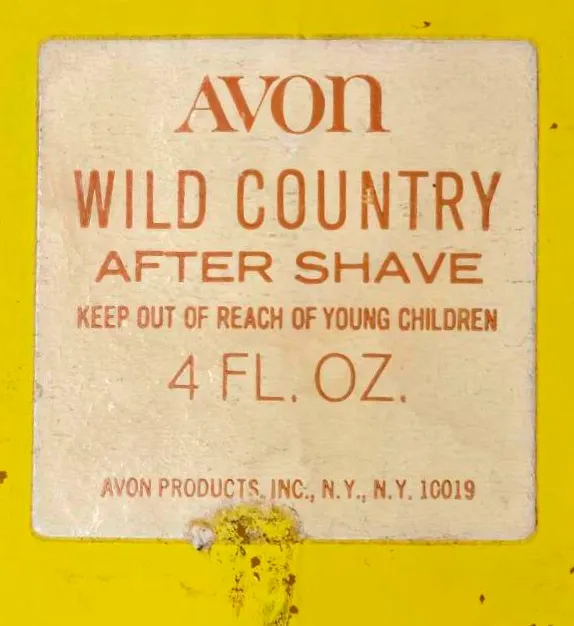 AVON
WILD COUNTRY
AFTER SHAVE
KEEP OUT OF REACH OF YOUNG CHILDREN
4 FL. OZ.
AVON PRODUCTS, INC., N.Y., N.Y. 10019